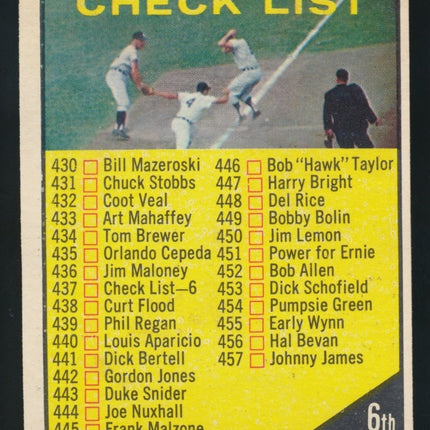 CHECK LIST
4
430 Bill Mazeroski
431 Chuck Stobbs
432 Coot Veal
433 Art Mahaffey
434 Tom Brewer
435 Orlando Cepeda
436 Jim Maloney
437 Check List—6
438 Curt Flood
439 Phil Regan
440 Louis Aparicio
441 Dick Bertell
442 Gordon Jones
443 Duke Snider
444 Joe Nuxhall
445 Frank Malzone
446 Bob "Hawk" Taylor
447 Harry Bright
448 Del Rice
449 Bobby Bolin
450 Jim Lemon
451 Power for Ernie
452 Bob Allen
453 Dick Schofield
454 Pumpsie Green
455 Early Wynn
456 Hal Bevan
457 Johnny James
6th